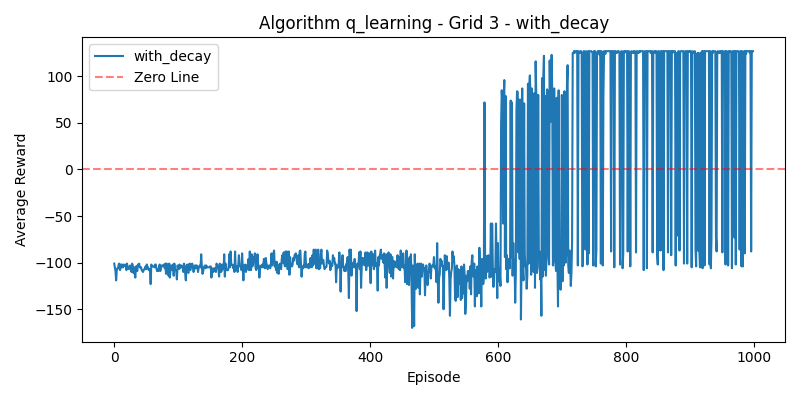 Algorithm q_learning - Grid 3 - with_decay
with_decay
Zero Line
Average Reward
100
50
0
−50
−100
−150
0
200
400
600
800
1000
Episode